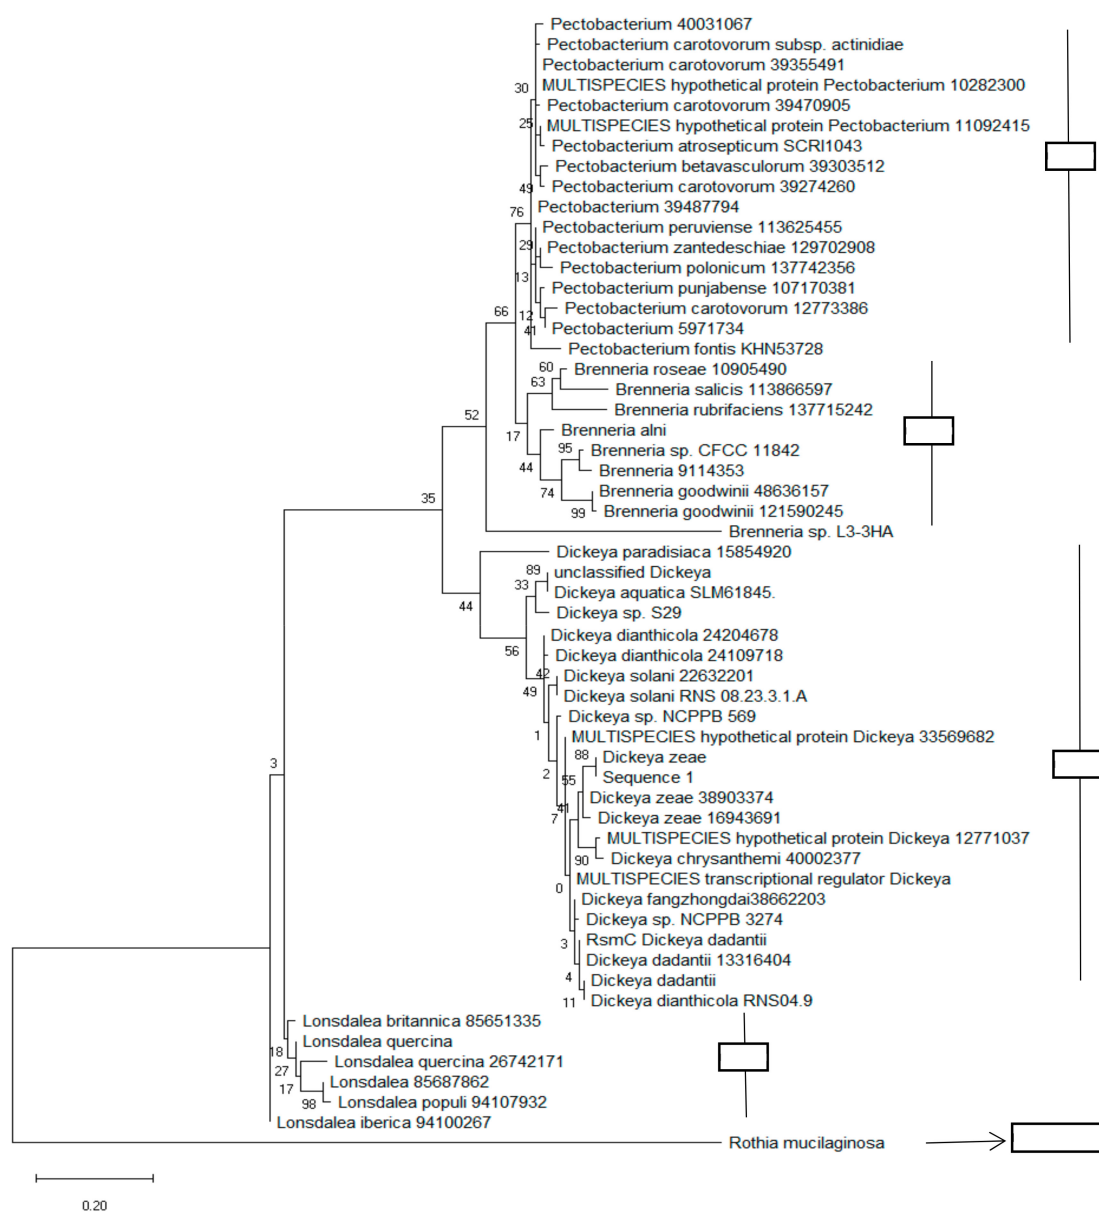 Pectobacterium 40031067
Pectobacterium carotovorum subsp. actinidiae
Pectobacterium carotovorum 39355491
30
MULTISPECIES hypothetical protein Pectobacterium 10282300
Pectobacterium carotovorum 39470905
25
MULTISPECIES hypothetical protein Pectobacterium 11092415
Pectobacterium atrosepticum SCRI1043
Pectobacterium betavasculorum 39303512
49
Pectobacterium carotovorum 39274260
76
Pectobacterium 39487794
Pectobacterium peruviense 113625455
29
Pectobacterium zantedeschiae 129702908
Pectobacterium polonicum 137742356
13
Pectobacterium punjabense 107170381
66
Pectobacterium carotovorum 12773386
12
41
Pectobacterium 5971734
Pectobacterium fontis KHN53728
60
Brenneria roseae 10905490
63
Brenneria salicis 113866597
52
Brenneria rubrifaciens 137715242
17
Brenneria alni
95
Brenneria sp. CFCC 11842
44
Brenneria 9114353
35
74
Brenneria goodwinii 48636157
99
Brenneria goodwinii 121590245
Brenneria sp. L3-3HA
Dickeya paradisiaca 15854920
89
unclassified Dickeya
33
Dickeya aquatica SLM61845.
44
Dickeya sp. S29
Dickeya dianthicola 24204678
56
Dickeya dianthicola 24109718
42
Dickeya solani 22632201
49
Dickeya solani RNS 08.23.3.1.A
Dickeya sp. NCPPB 569
1
MULTISPECIES hypothetical protein Dickeya 33569682
88
Dickeya zeae
3
2
55
Sequence 1
Dickeya zeae 38903374
41
7
Dickeya zeae 16943691
MULTISPECIES hypothetical protein Dickeya 12771037
90
Dickeya chrysanthemi 40002377
0
MULTISPECIES transcriptional regulator Dickeya
Dickeya fangzhongdai38662203
Dickeya sp. NCPPB 3274
3
RsmC Dickeya dadantii
Dickeya dadantii 13316404
4
Dickeya dadantii
11
Dickeya dianthicola RNS04.9
Lonsdalea britannica 85651335
18
Lonsdalea quercina
27
Lonsdalea quercina 26742171
17
Lonsdalea 85687862
98
Lonsdalea populi 94107932
Lonsdalea iberica 94100267
Rothia mucilaginosa
0.20